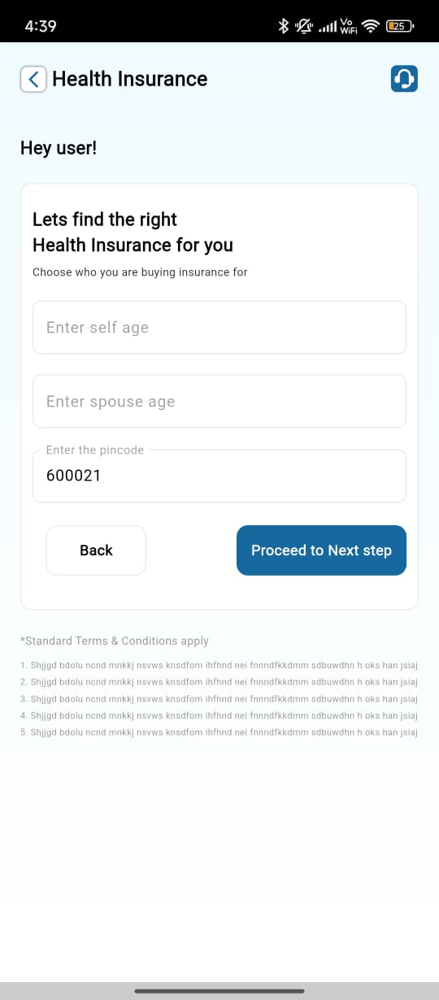 4:39
Vo
WiFi
25
Health Insurance
Hey user!
Lets find the right
Health Insurance for you
Choose who you are buying insurance for
Enter self age
Enter spouse age
Enter the pincode
600021
Back
Proceed to Next step
*Standard Terms & Conditions apply
1. Shjjgd bdolu ncnd mnkkj nsvws knsdfom ihfhnd nei fnnndfkkdmm sdbuwdhn h oks han jsiaj
2. Shjjgd bdolu ncnd mnkkj nsvws knsdfom ihfhnd nei fnnndfkkdmm sdbuwdhn h oks han jsiaj
3. Shjjgd bdolu ncnd mnkkj nsvws knsdfom ihfhnd nei fnnndfkkdmm sdbuwdhn h oks han jsiaj
4. Shjjgd bdolu ncnd mnkkj nsvws knsdfom ihfhnd nei fnnndfkkdmm sdbuwdhn h oks han jsiaj
5. Shjjgd bdolu ncnd mnkkj nsvws knsdfom ihfhnd nei fnnndfkkdmm sdbuwdhn h oks han jsiaj